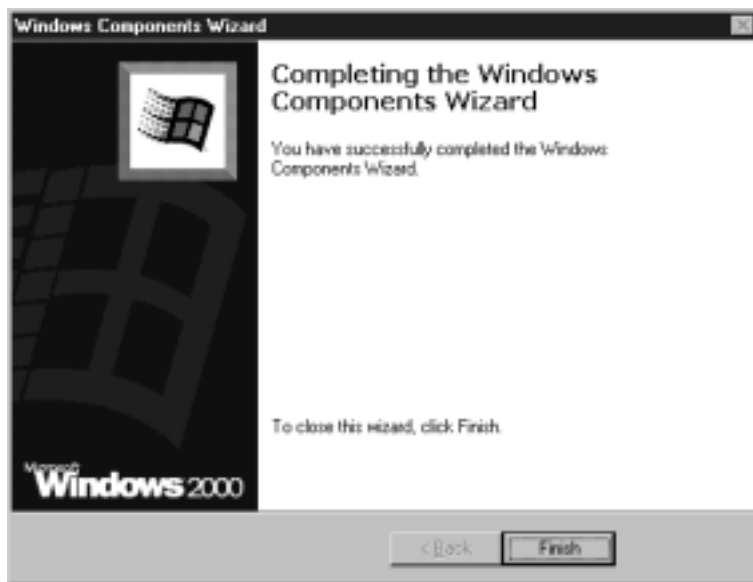 Windows Components Wizard
Completing the Windows
Components Wizard
You have successfully completed the Windows
Components Wizard.
To close this wizard, click Finish.
Microsoft
Windows 2000
< Back
Finish